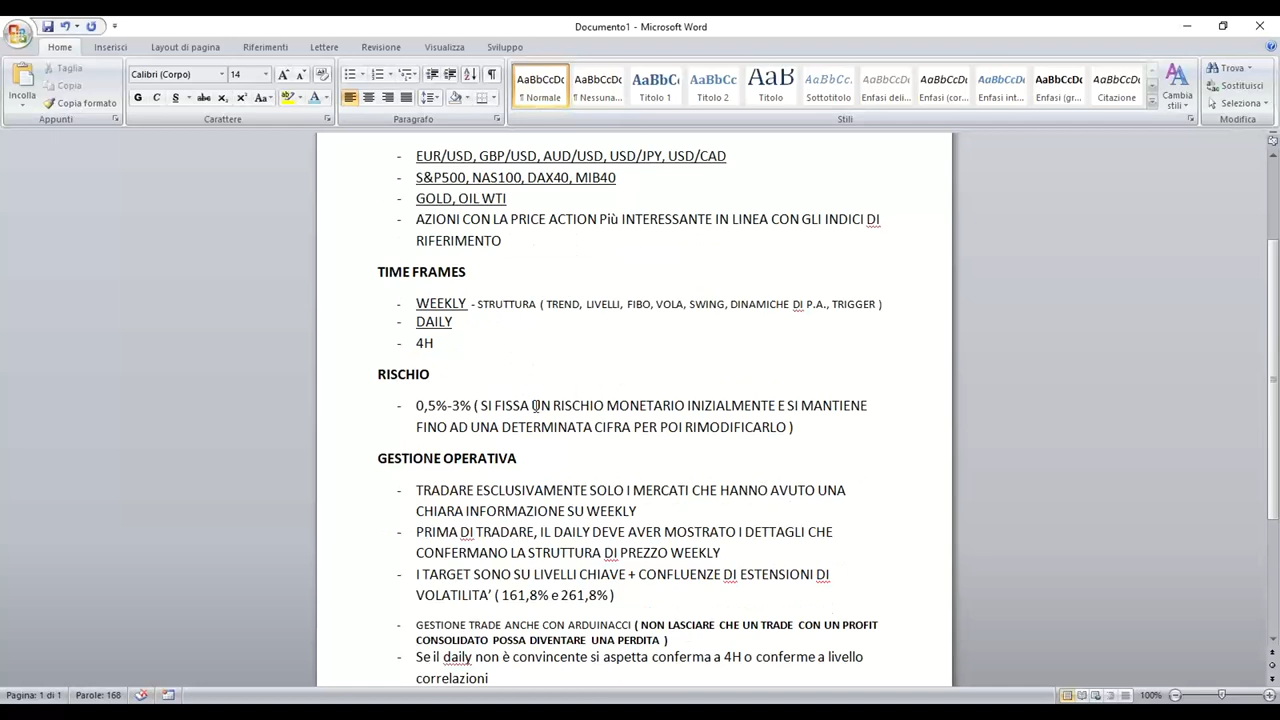 Documento1 - Microsoft Word
Home Inserisci Layout di pagina Riferimenti Lettere Revisione Visualizza Sviluppo
Incolla
Taglia
Copia
Copia formato
Appunti
Calibri (Corpo) 14
Carattere
Paragrafo
AaBbCcDc AaBbCcDc AaBbC AaBbCc AaB AaBbCcI AaBbCcDc AaBbCcDc AaBbCcDc AaBbCcDc AaBbCcDc
¶ Normale ¶ Nessuna... Titolo 1 Titolo 2 Titolo Sottotitolo Enfasi deli... Enfasi (cor... Enfasi int... Enfasi (gr... Citazione
Stili
Cambia stili
Trova
Sostituisci
Seleziona
Modifica
- EUR/USD, GBP/USD, AUD/USD, USD/JPY, USD/CAD
- S&P500, NAS100, DAX40, MIB40
- GOLD, OIL WTI
- AZIONI CON LA PRICE ACTION Più INTERESSANTE IN LINEA CON GLI INDICI DI
RIFERIMENTO
TIME FRAMES
- WEEKLY - STRUTTURA ( TREND, LIVELLI, FIBO, VOLA, SWING, DINAMICHE DI P.A., TRIGGER )
- DAILY
- 4H
RISCHIO
- 0,5%-3% ( SI FISSA UN RISCHIO MONETARIO INIZIALMENTE E SI MANTIENE
FINO AD UNA DETERMINATA CIFRA PER POI RIMODIFICARLO )
GESTIONE OPERATIVA
- TRADARE ESCLUSIVAMENTE SOLO I MERCATI CHE HANNO AVUTO UNA
CHIARA INFORMAZIONE SU WEEKLY
- PRIMA DI TRADARE, IL DAILY DEVE AVER MOSTRATO I DETTAGLI CHE
CONFERMANO LA STRUTTURA DI PREZZO WEEKLY
- I TARGET SONO SU LIVELLI CHIAVE + CONFLUENZE DI ESTENSIONI DI
VOLATILITA' ( 161,8% e 261,8% )
- GESTIONE TRADE ANCHE CON ARDUINACCI ( NON LASCIARE CHE UN TRADE CON UN PROFIT
CONSOLIDATO POSSA DIVENTARE UNA PERDITA )
- Se il daily non è convincente si aspetta conferma a 4H o conferme a livello
correlazioni
Pagina: 1 di 1 Parole: 168 100%